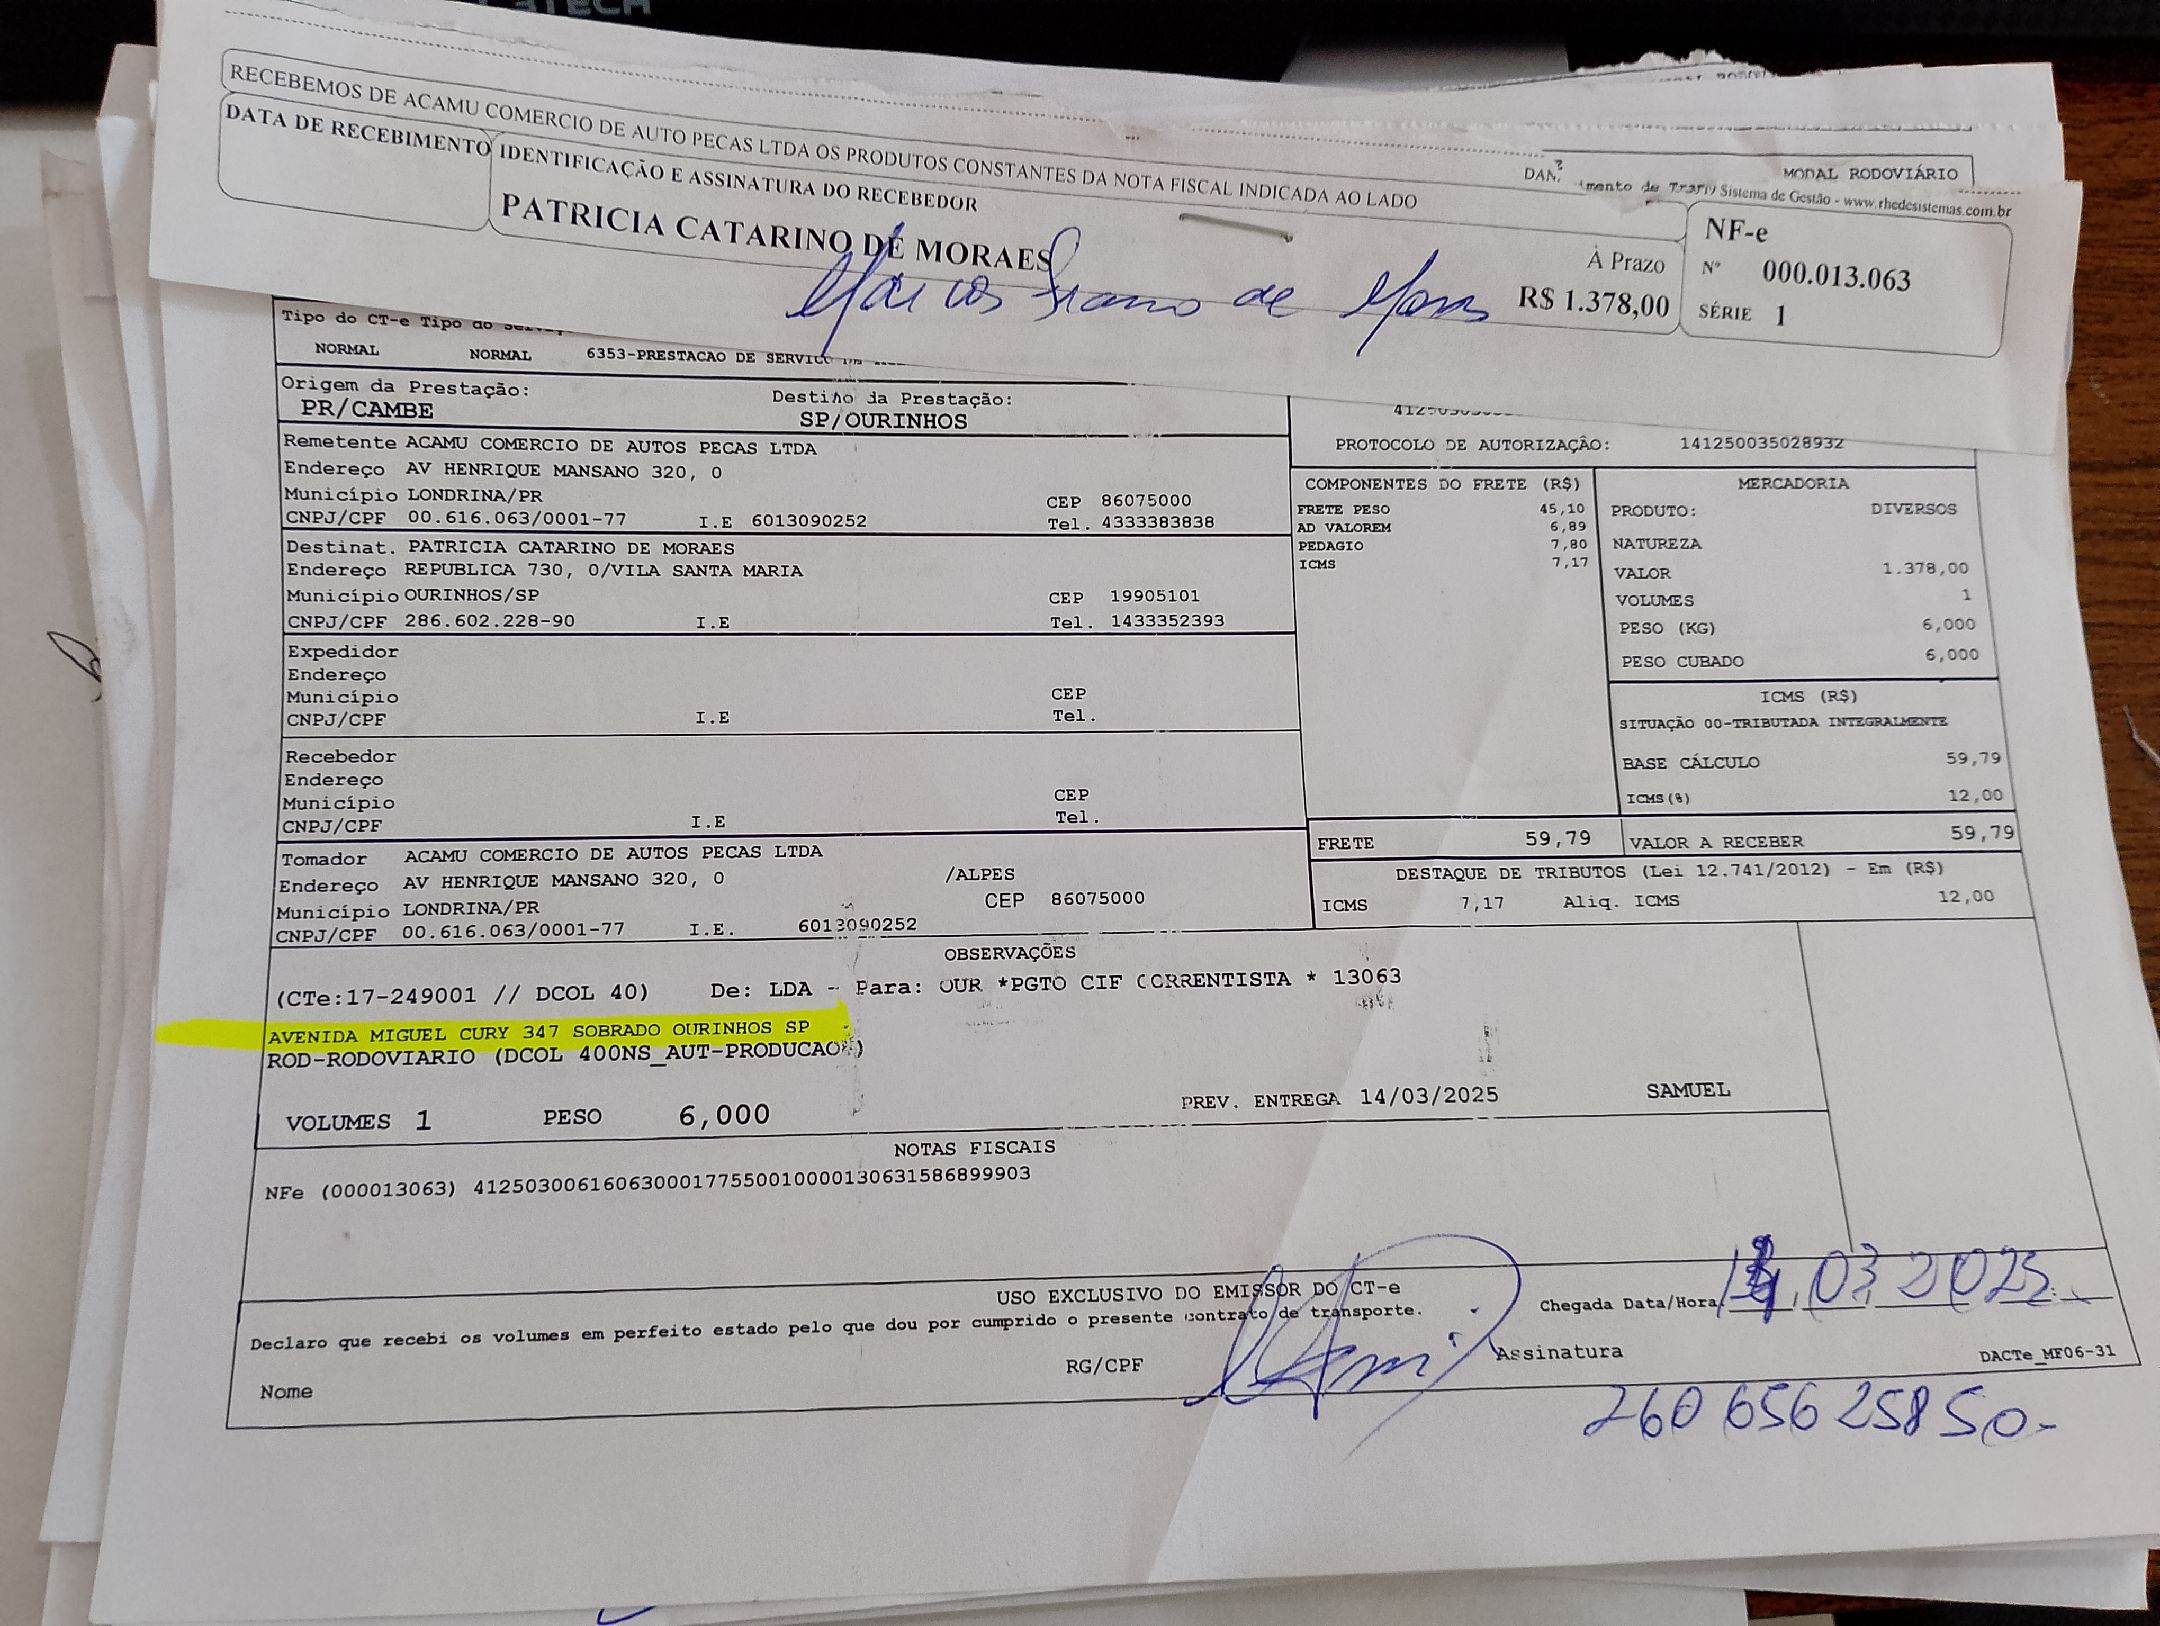 RECEBEMOS DE ACAMU COMERCIO DE AUTO PECAS LTDA OS PRODUTOS CONSTANTES DA NOTA FISCAL INDICADA AO LADO
DATA DE RECEBIMENTO
IDENTIFICAÇÃO E ASSINATURA DO RECEBEDOR
PATRICIA CATARINO DE MORAES
Marcos de
À Prazo
R$ 1.378,00
MODAL RODOVIÁRIO
Sistema de Gestão - www.rhedesistemas.com.br
NF-e
Nº 000.013.063
SÉRIE 1
Tipo do CT-e Tipo do
NORMAL NORMAL 6353-PRESTACAO DE SERVICO
Origem da Prestação: Destino da Prestação:
PR/CAMBE SP/OURINHOS
Remetente ACAMU COMERCIO DE AUTOS PECAS LTDA
Endereço AV HENRIQUE MANSANO 320, 0
Município LONDRINA/PR CEP 86075000
CNPJ/CPF 00.616.063/0001-77 I.E 6013090252 Tel. 4333383838
Destinat. PATRICIA CATARINO DE MORAES
Endereço REPUBLICA 730, 0/VILA SANTA MARIA
Município OURINHOS/SP CEP 19905101
CNPJ/CPF 286.602.228-90 I.E Tel. 1433352393
Expedidor
Endereço
Município CEP
CNPJ/CPF I.E Tel.
Recebedor
Endereço
Município CEP
CNPJ/CPF I.E Tel.
Tomador ACAMU COMERCIO DE AUTOS PECAS LTDA
Endereço AV HENRIQUE MANSANO 320, 0 /ALPES
Município LONDRINA/PR CEP 86075000
CNPJ/CPF 00.616.063/0001-77 I.E. 6013090252
PROTOCOLO DE AUTORIZAÇÃO: 141250035028932
COMPONENTES DO FRETE (R$)
FRETE PESO 45,10
AD VALOREM 6,89
PEDAGIO 7,80
ICMS 7,17
MERCADORIA
PRODUTO: DIVERSOS
NATUREZA
VALOR 1.378,00
VOLUMES 1
PESO (KG) 6,000
PESO CUBADO 6,000
ICMS (R$)
SITUAÇÃO 00-TRIBUTADA INTEGRALMENTE
BASE CÁLCULO 59,79
ICMS(%) 12,00
FRETE 59,79 VALOR A RECEBER 59,79
DESTAQUE DE TRIBUTOS (Lei 12.741/2012) - Em (R$)
ICMS 7,17 Aliq. ICMS 12,00
OBSERVAÇÕES
(CTe:17-249001 // DCOL 40) De: LDA - Para: OUR *PGTO CIF CORRENTISTA * 13063
AVENIDA MIGUEL CURY 347 SOBRADO OURINHOS SP
ROD-RODOVIARIO (DCOL 400NS_AUT-PRODUCAO )
VOLUMES 1 PESO 6,000 PREV. ENTREGA 14/03/2025 SAMUEL
NOTAS FISCAIS
NFe (000013063) 41250300616063000177550010000130631586899903
USO EXCLUSIVO DO EMISSOR DO CT-e
Declaro que recebi os volumes em perfeito estado pelo que dou por cumprido o presente contrato de transporte.
Chegada Data/Hora 03 2025
Nome RG/CPF Assinatura
DACTe_MF06-31
260 656 258 50-